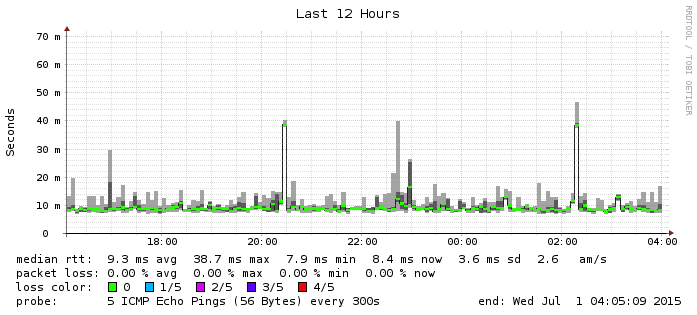 Last 12 Hours
RRDTOOL / TOBI OETIKER
Seconds
70 m
60 m
50 m
40 m
30 m
20 m
10 m
0
18:00 20:00 22:00 00:00 02:00 04:00
median rtt: 9.3 ms avg 38.7 ms max 7.9 ms min 8.4 ms now 3.6 ms sd 2.6 am/s
packet loss: 0.00 % avg 0.00 % max 0.00 % min 0.00 % now
loss color: 0 1/5 2/5 3/5 4/5
probe: 5 ICMP Echo Pings (56 Bytes) every 300s end: Wed Jul 1 04:05:09 2015